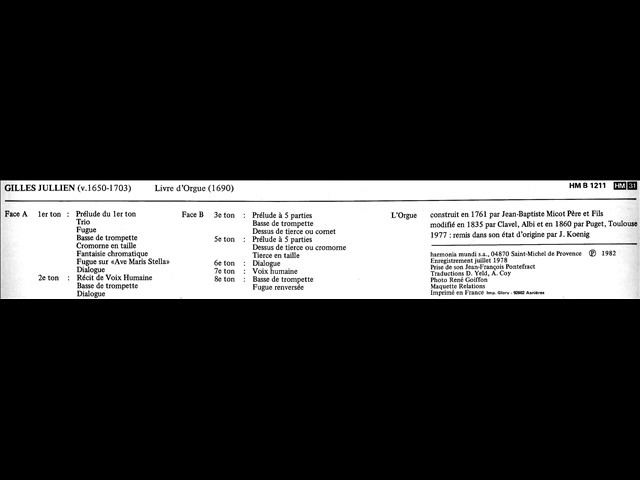 GILLES JULLIEN (v.1650-1703) Livre d'Orgue (1690) HM B 1211 HM 31
Face A 1er ton : Prélude du 1er ton
Trio
Fugue
Basse de trompette
Cromorne en taille
Fantaisie chromatique
Fugue sur «Ave Maris Stella»
Dialogue
2e ton : Récit de Voix Humaine
Basse de trompette
Dialogue
Face B 3e ton : Prélude à 5 parties
Basse de trompette
Dessus de tierce ou cornet
5e ton : Prélude à 5 parties
Dessus de tierce ou cromorne
Tierce en taille
6e ton : Dialogue
7e ton : Voix humaine
8e ton : Basse de trompette
Fugue renversée
L'Orgue construit en 1761 par Jean-Baptiste Micot Père et Fils
modifié en 1835 par Clavel, Albi et en 1860 par Puget, Toulouse
1977 : remis dans son état d'origine par J. Koenig
harmonia mundi s.a., 04870 Saint-Michel de Provence Ⓟ 1982
Enregistrement juillet 1978
Prise de son Jean-François Pontefract
Traductions D. Yeld, A. Coy
Photo René Goiffon
Maquette Relations
Imprimé en France Imp. Glory - 92602 Asnières